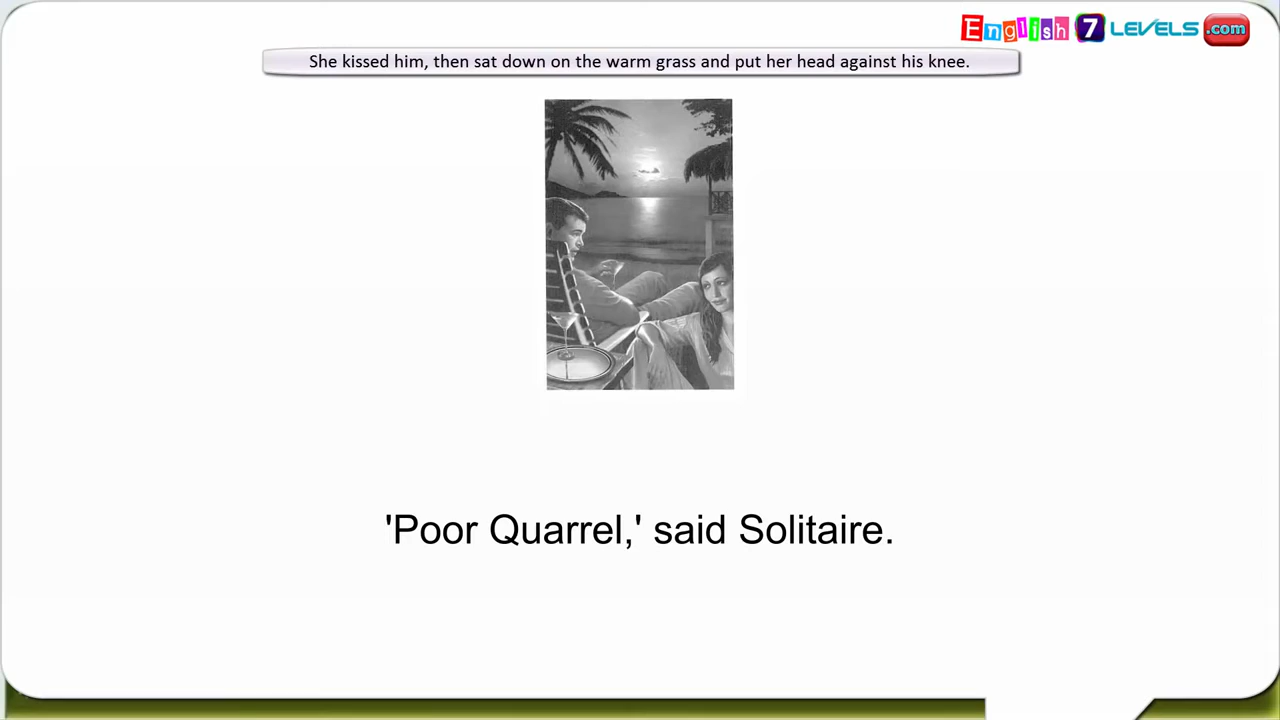 English 7 LEVELS .com
She kissed him, then sat down on the warm grass and put her head against his knee.
'Poor Quarrel,' said Solitaire.